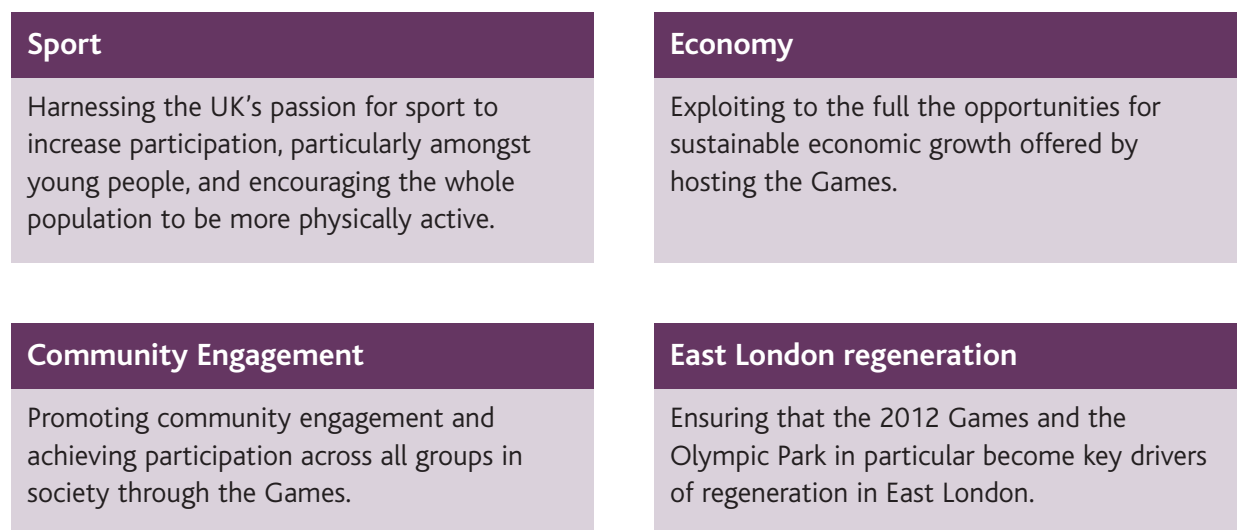 Sport
Harnessing the UK’s passion for sport to
increase participation, particularly amongst
young people, and encouraging the whole
population to be more physically active.
Economy
Exploiting to the full the opportunities for
sustainable economic growth offered by
hosting the Games.
Community Engagement
Promoting community engagement and
achieving participation across all groups in
society through the Games.
East London regeneration
Ensuring that the 2012 Games and the
Olympic Park in particular become key drivers
of regeneration in East London.